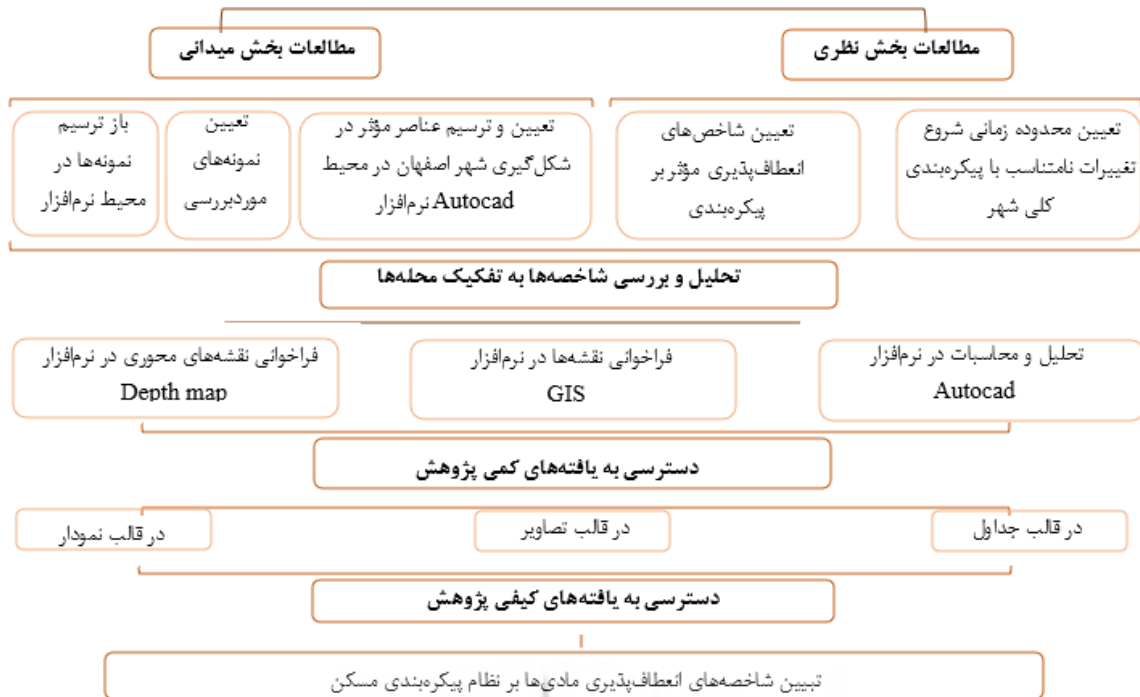 مطالعات بخش نظری
مطالعات بخش میدانی
تعیین محدوده زمانی شروع
تغییرات نامتناسب با پیکره‌بندی
کلی شهر
تعیین شاخص‌های
انعطاف‌پذیری مؤثر بر
پیکره‌بندی
تعیین و ترسیم عناصر مؤثر در
شکل‌گیری شهر اصفهان در محیط
نرم‌افزار Autocad
تعیین
نمونه‌های
موردبررسی
باز ترسیم
نمونه‌ها در
محیط نرم‌افزار
تحلیل و بررسی شاخصه‌ها به تفکیک محله‌ها
تحلیل و محاسبات در نرم‌افزار
Autocad
فراخوانی نقشه‌ها در نرم‌افزار
GIS
فراخوانی نقشه‌های محوری در نرم‌افزار
Depth map
دسترسی به یافته‌های کمی پژوهش
در قالب جداول
در قالب تصاویر
در قالب نمودار
دسترسی به یافته‌های کیفی پژوهش
تبیین شاخصه‌های انعطاف‌پذیری مادی‌ها بر نظام پیکره‌بندی مسکن